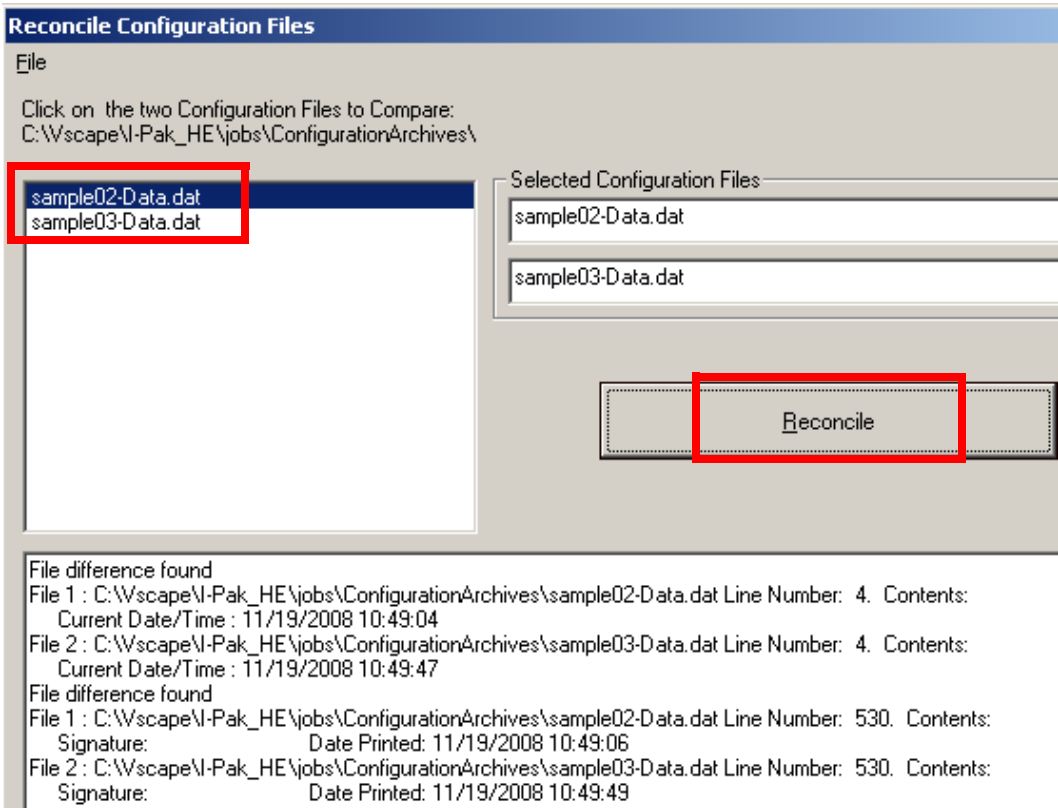 Reconcile Configuration Files
File
Click on the two Configuration Files to Compare:
C:\Vscape\I-Pak_HE\jobs\ConfigurationArchives\
sample02-Data.dat
sample03-Data.dat
Selected Configuration Files
sample02-Data.dat
sample03-Data.dat
Reconcile
File difference found
File 1 : C:\Vscape\I-Pak_HE\jobs\ConfigurationArchives\sample02-Data.dat Line Number: 4. Contents:
Current Date/Time : 11/19/2008 10:49:04
File 2 : C:\Vscape\I-Pak_HE\jobs\ConfigurationArchives\sample03-Data.dat Line Number: 4. Contents:
Current Date/Time : 11/19/2008 10:49:47
File difference found
File 1 : C:\Vscape\I-Pak_HE\jobs\ConfigurationArchives\sample02-Data.dat Line Number: 530. Contents:
Signature: Date Printed: 11/19/2008 10:49:06
File 2 : C:\Vscape\I-Pak_HE\jobs\ConfigurationArchives\sample03-Data.dat Line Number: 530. Contents:
Signature: Date Printed: 11/19/2008 10:49:49